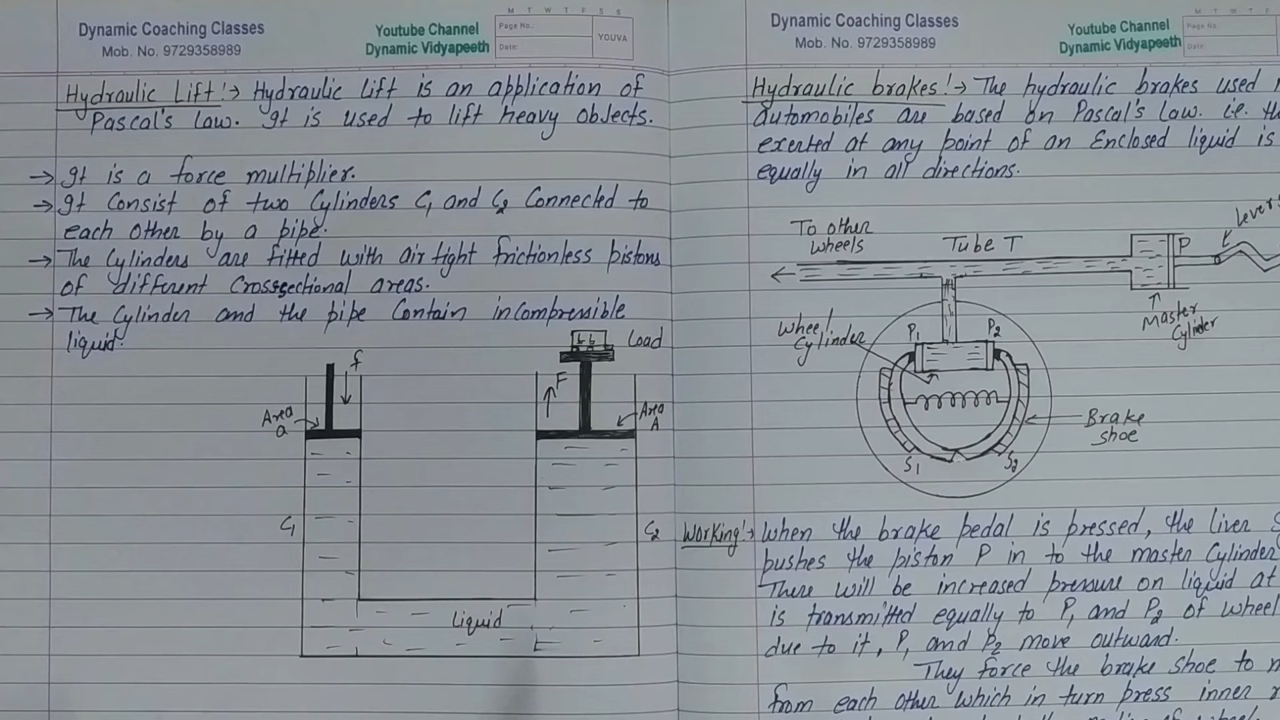 Dynamic Coaching Classes
Mob. No. 9729358989
Youtube Channel
Dynamic Vidyapeeth
M T W T F S S
Page No.:
Date:
YOUVA
Hydraulic Lift :→ Hydraulic Lift is an application of
Pascal's Law. It is used to lift heavy objects.
→ It is a force multiplier.
→ It Consist of two Cylinders C1 and C2 Connected to
each other by a pipe.
→ The Cylinders are fitted with air tight frictionless pistons
of different Crosssectional areas.
→ The Cylinder and the pipe Contain incompressible
liquid.
Load
f
F
Area
a
Area
A
C1
C2
Liquid
Dynamic Coaching Classes
Mob. No. 9729358989
Youtube Channel
Dynamic Vidyapeeth
M T W T F
Page No.:
Date:
Hydraulic brakes :→ The hydraulic brakes used
automobiles are based on Pascal's Law. i.e.
exerted at any point of an Enclosed liquid is
equally in all directions.
To other
wheels
Tube T
P
Lever
Master
Cylinder
Wheel
Cylinder
P1
P2
Brake
shoe
S1
S2
Working :→ When the brake pedal is pressed, the liver
pushes the piston P in to the master Cylinder
There will be increased pressure on liquid at
is transmitted equally to P1 and P2 of wheel
due to it, P1 and P2 move outward.
They force the brake shoe to
from each other which in turn press inner